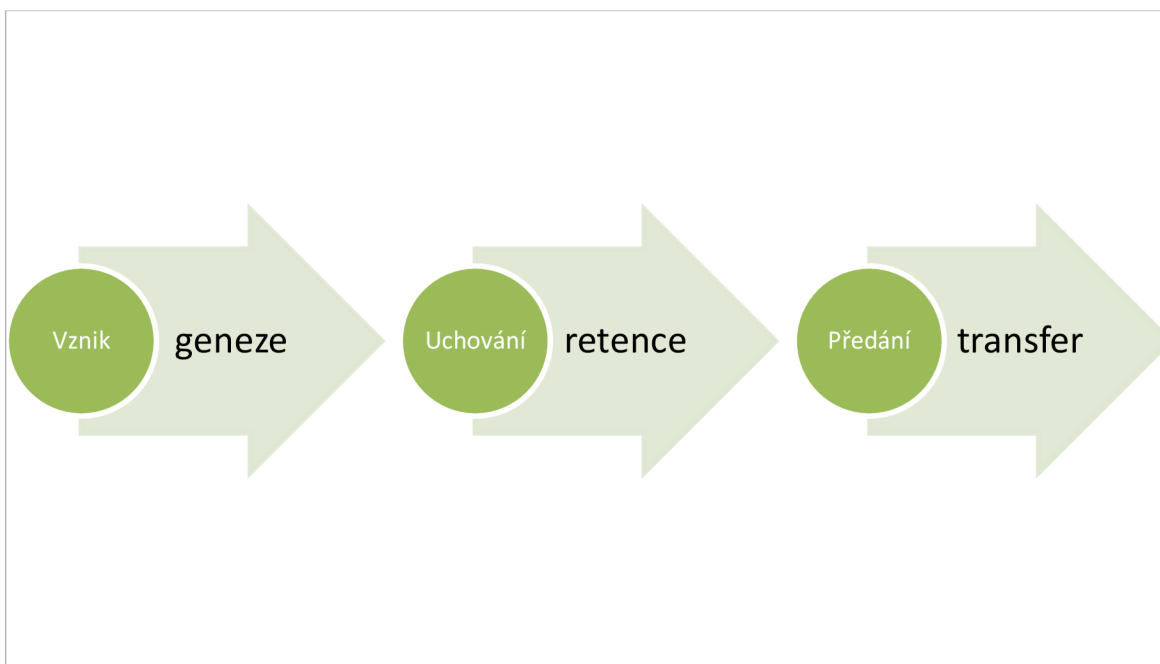 Vznik
geneze
Uchování
retence
Předání
transfer